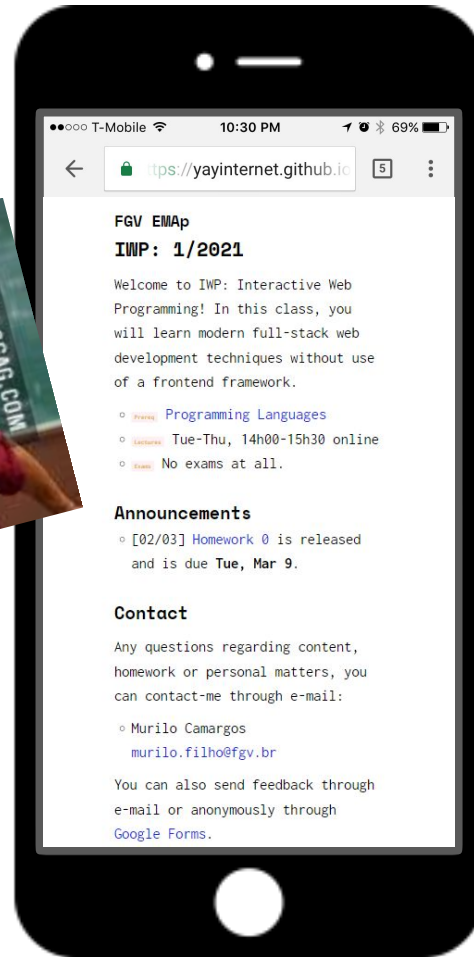 T-Mobile 10:30 PM 69%
tps://yayinternet.github.io 5
FGV EMAp
IWP: 1/2021
Welcome to IWP: Interactive Web
Programming! In this class, you
will learn modern full-stack web
development techniques without use
of a frontend framework.
Prereq Programming Languages
Lectures Tue-Thu, 14h00-15h30 online
Exams No exams at all.
Announcements
[02/03] Homework 0 is released
and is due Tue, Mar 9.
Contact
Any questions regarding content,
homework or personal matters, you
can contact-me through e-mail:
Murilo Camargos
murilo.filho@fgv.br
You can also send feedback through
e-mail or anonymously through
Google Forms.